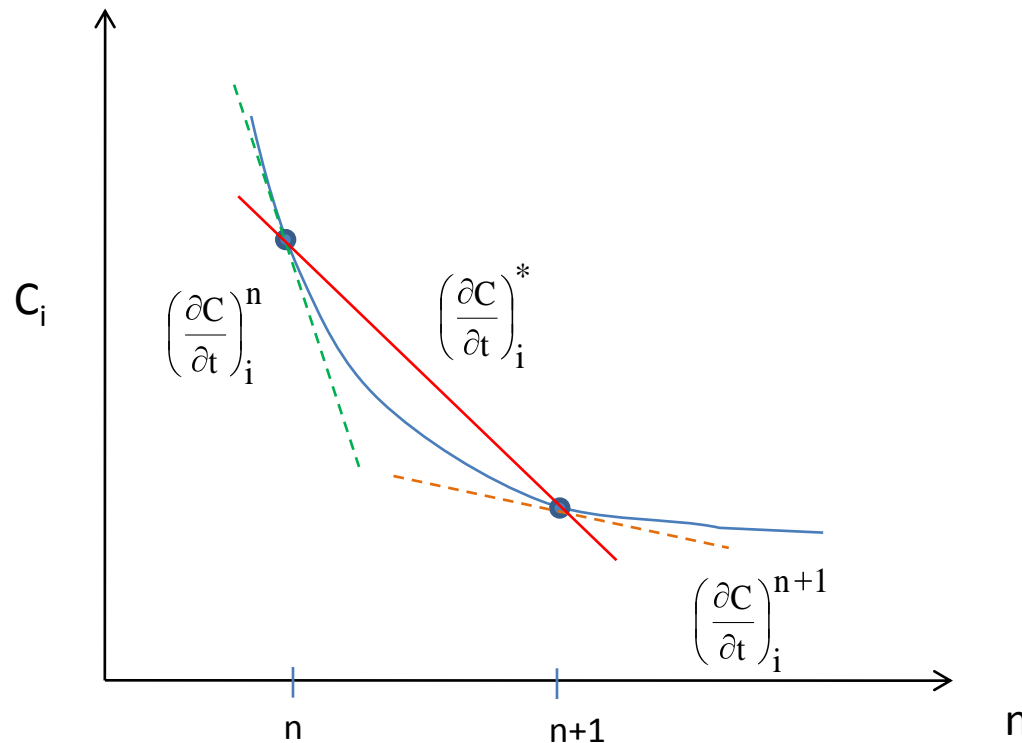 C_i
(∂C/∂t)_i^n
(∂C/∂t)_i^*
(∂C/∂t)_i^{n+1}
n
n+1
n